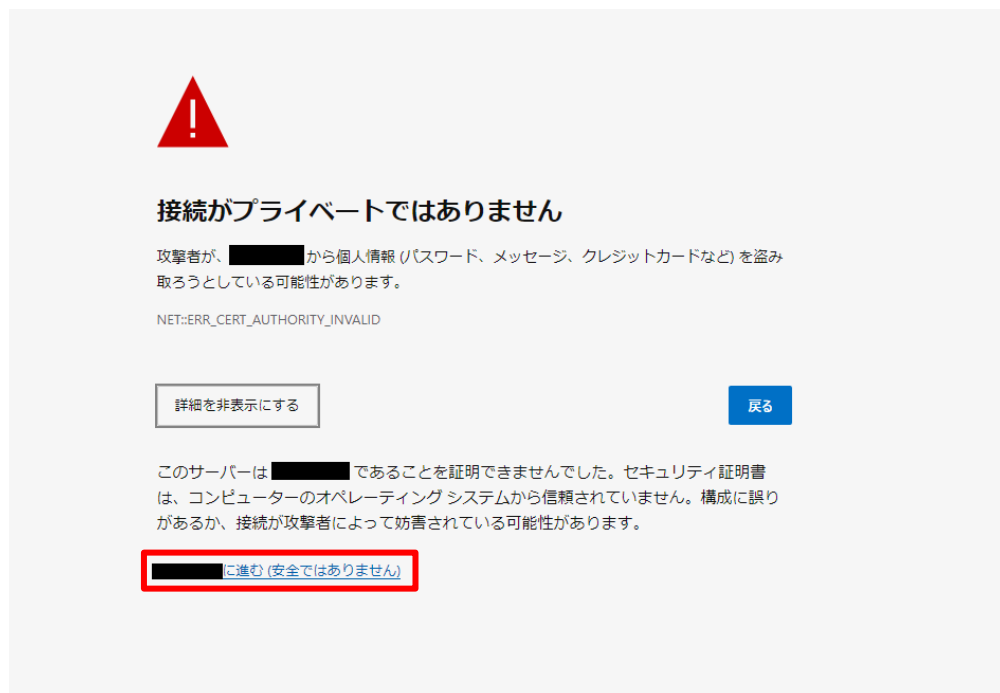 接続がプライベートではありません
攻撃者が、から個人情報 (パスワード、メッセージ、クレジットカードなど) を盗み
取ろうとしている可能性があります。
NET::ERR_CERT_AUTHORITY_INVALID
詳細を非表示にする
戻る
このサーバーは であることを証明できませんでした。セキュリティ証明書
は、コンピューターのオペレーティング システムから信頼されていません。構成に誤り
があるか、接続が攻撃者によって妨害されている可能性があります。
に進む (安全ではありません)